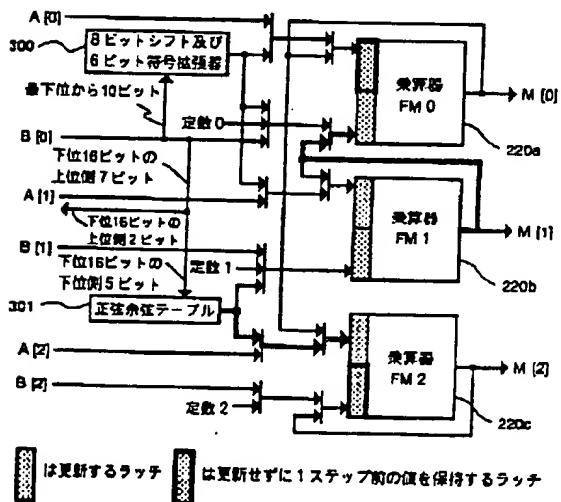 A [0]
300
8ビットシフト及び
6ビット符号拡張器
最下位から10ビット
定数0
B [0]
下位16ビットの
上位側7ビット
A [1]
下位16ビットの
上位側2ビット
B [1]
下位16ビットの
下位側5ビット
定数1
301
正弦余弦テーブル
A [2]
B [2]
定数2
乗算器
FM 0
M [0]
220a
乗算器
FM 1
M [1]
220b
乗算器
FM 2
M [2]
220c
は更新するラッチ
は更新せずに1ステップ前の値を保持するラッチ